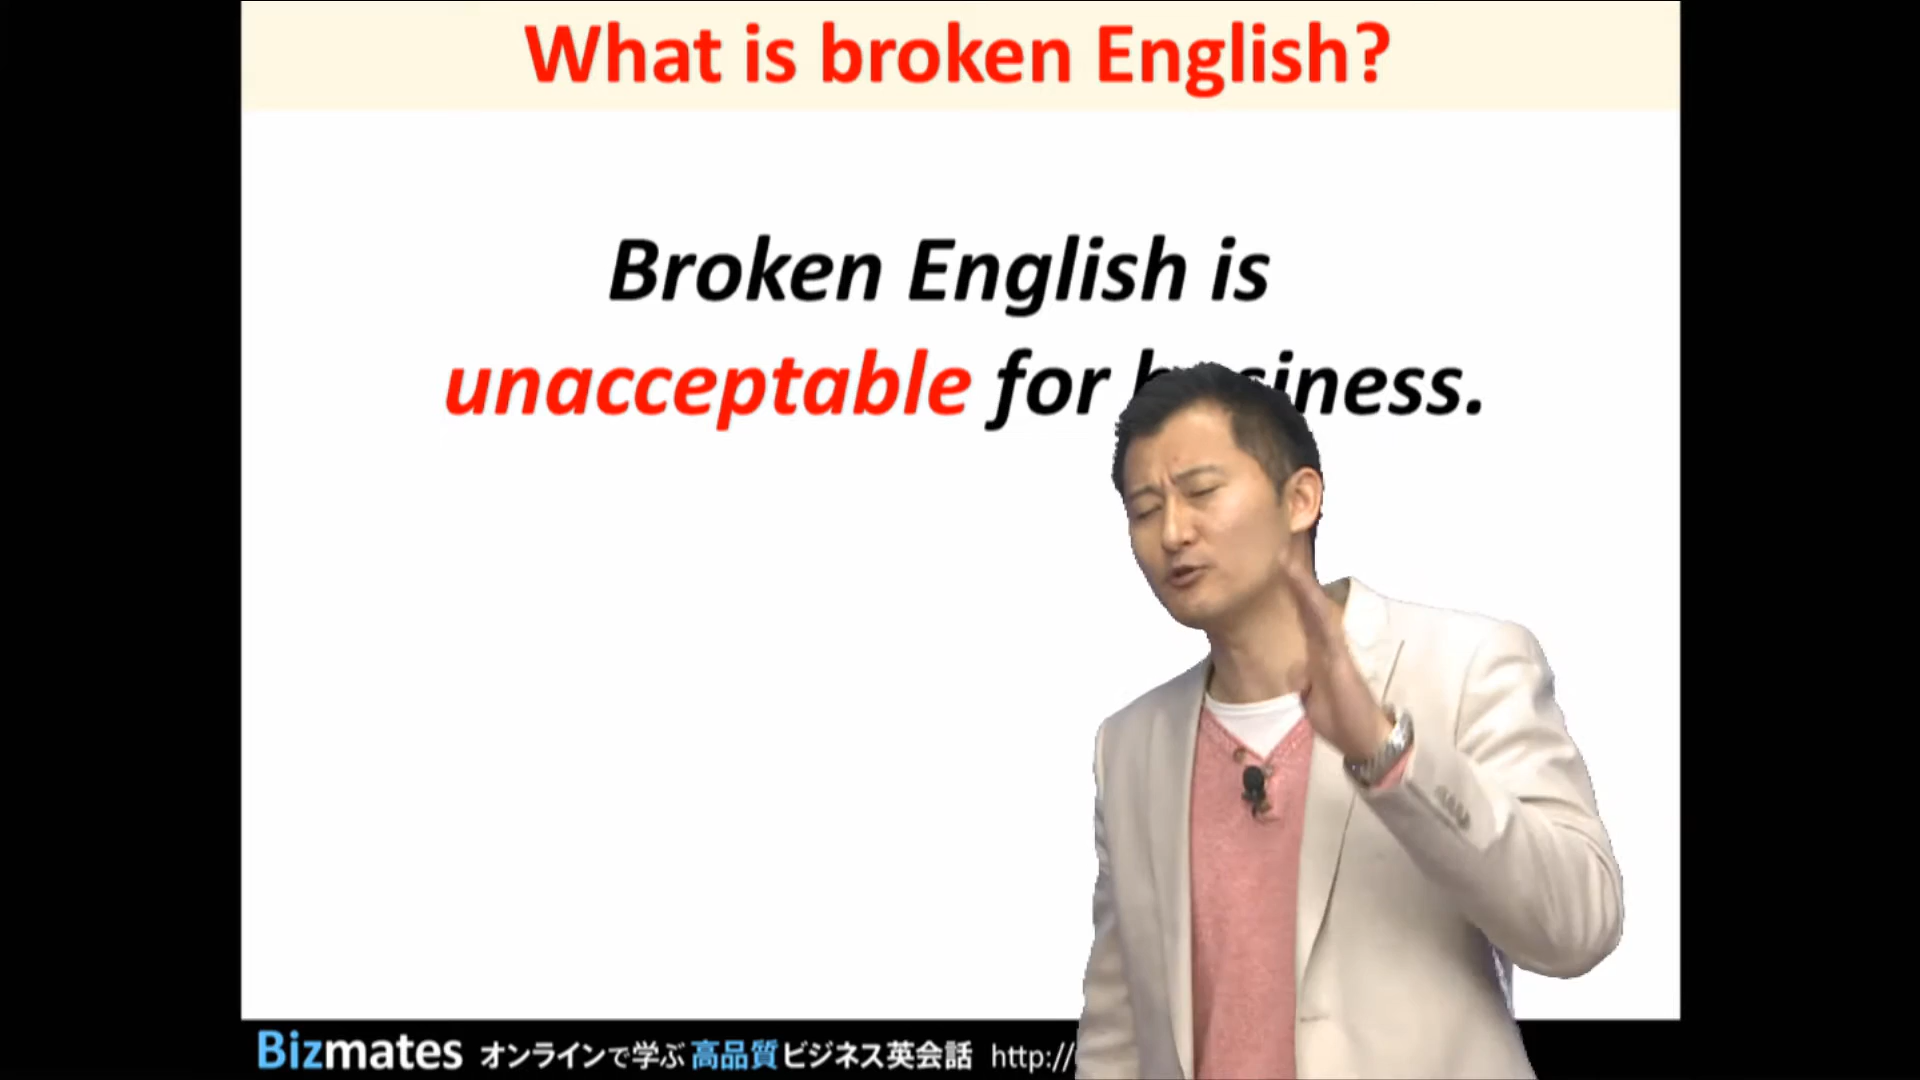 What is broken English?
Broken English is
unacceptable for
Bizmates オンラインで学ぶ 高品質 ビジネス英会話 http://